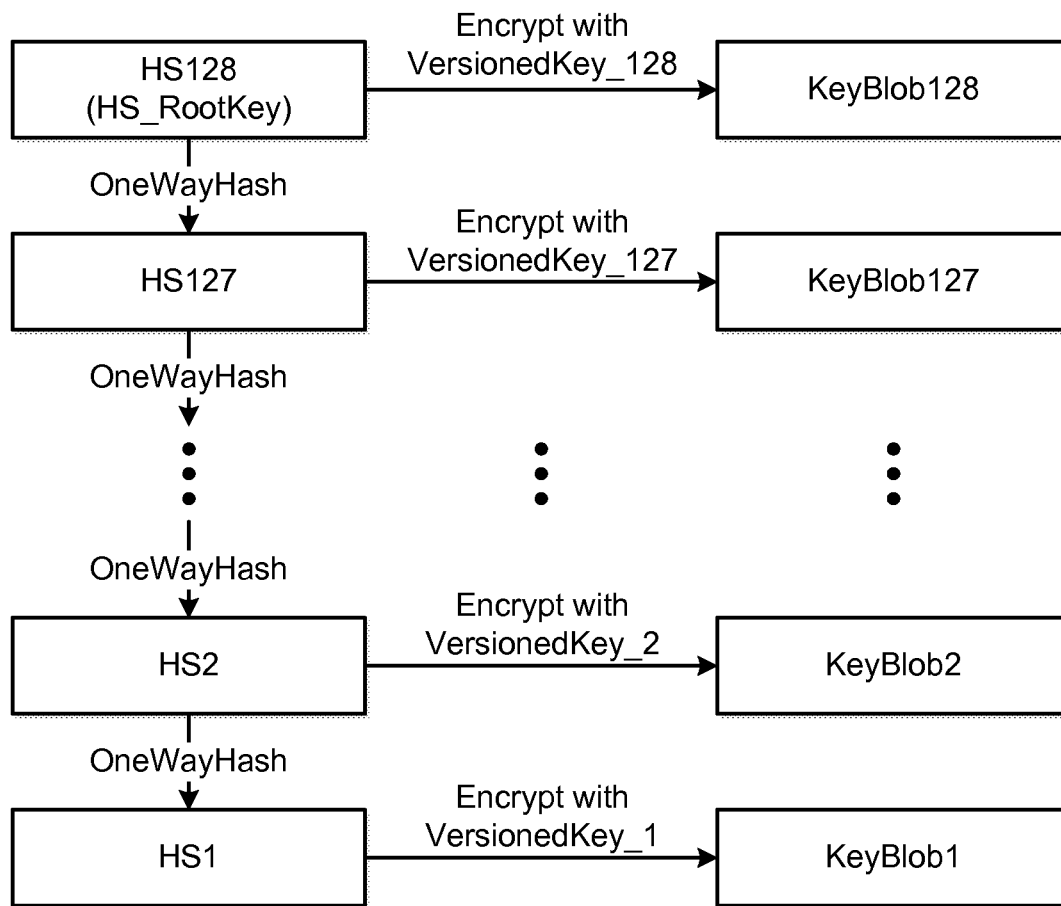 HS128
(HS_RootKey)
Encrypt with
VersionedKey_128
KeyBlob128
OneWayHash
HS127
Encrypt with
VersionedKey_127
KeyBlob127
OneWayHash
OneWayHash
HS2
Encrypt with
VersionedKey_2
KeyBlob2
OneWayHash
HS1
Encrypt with
VersionedKey_1
KeyBlob1